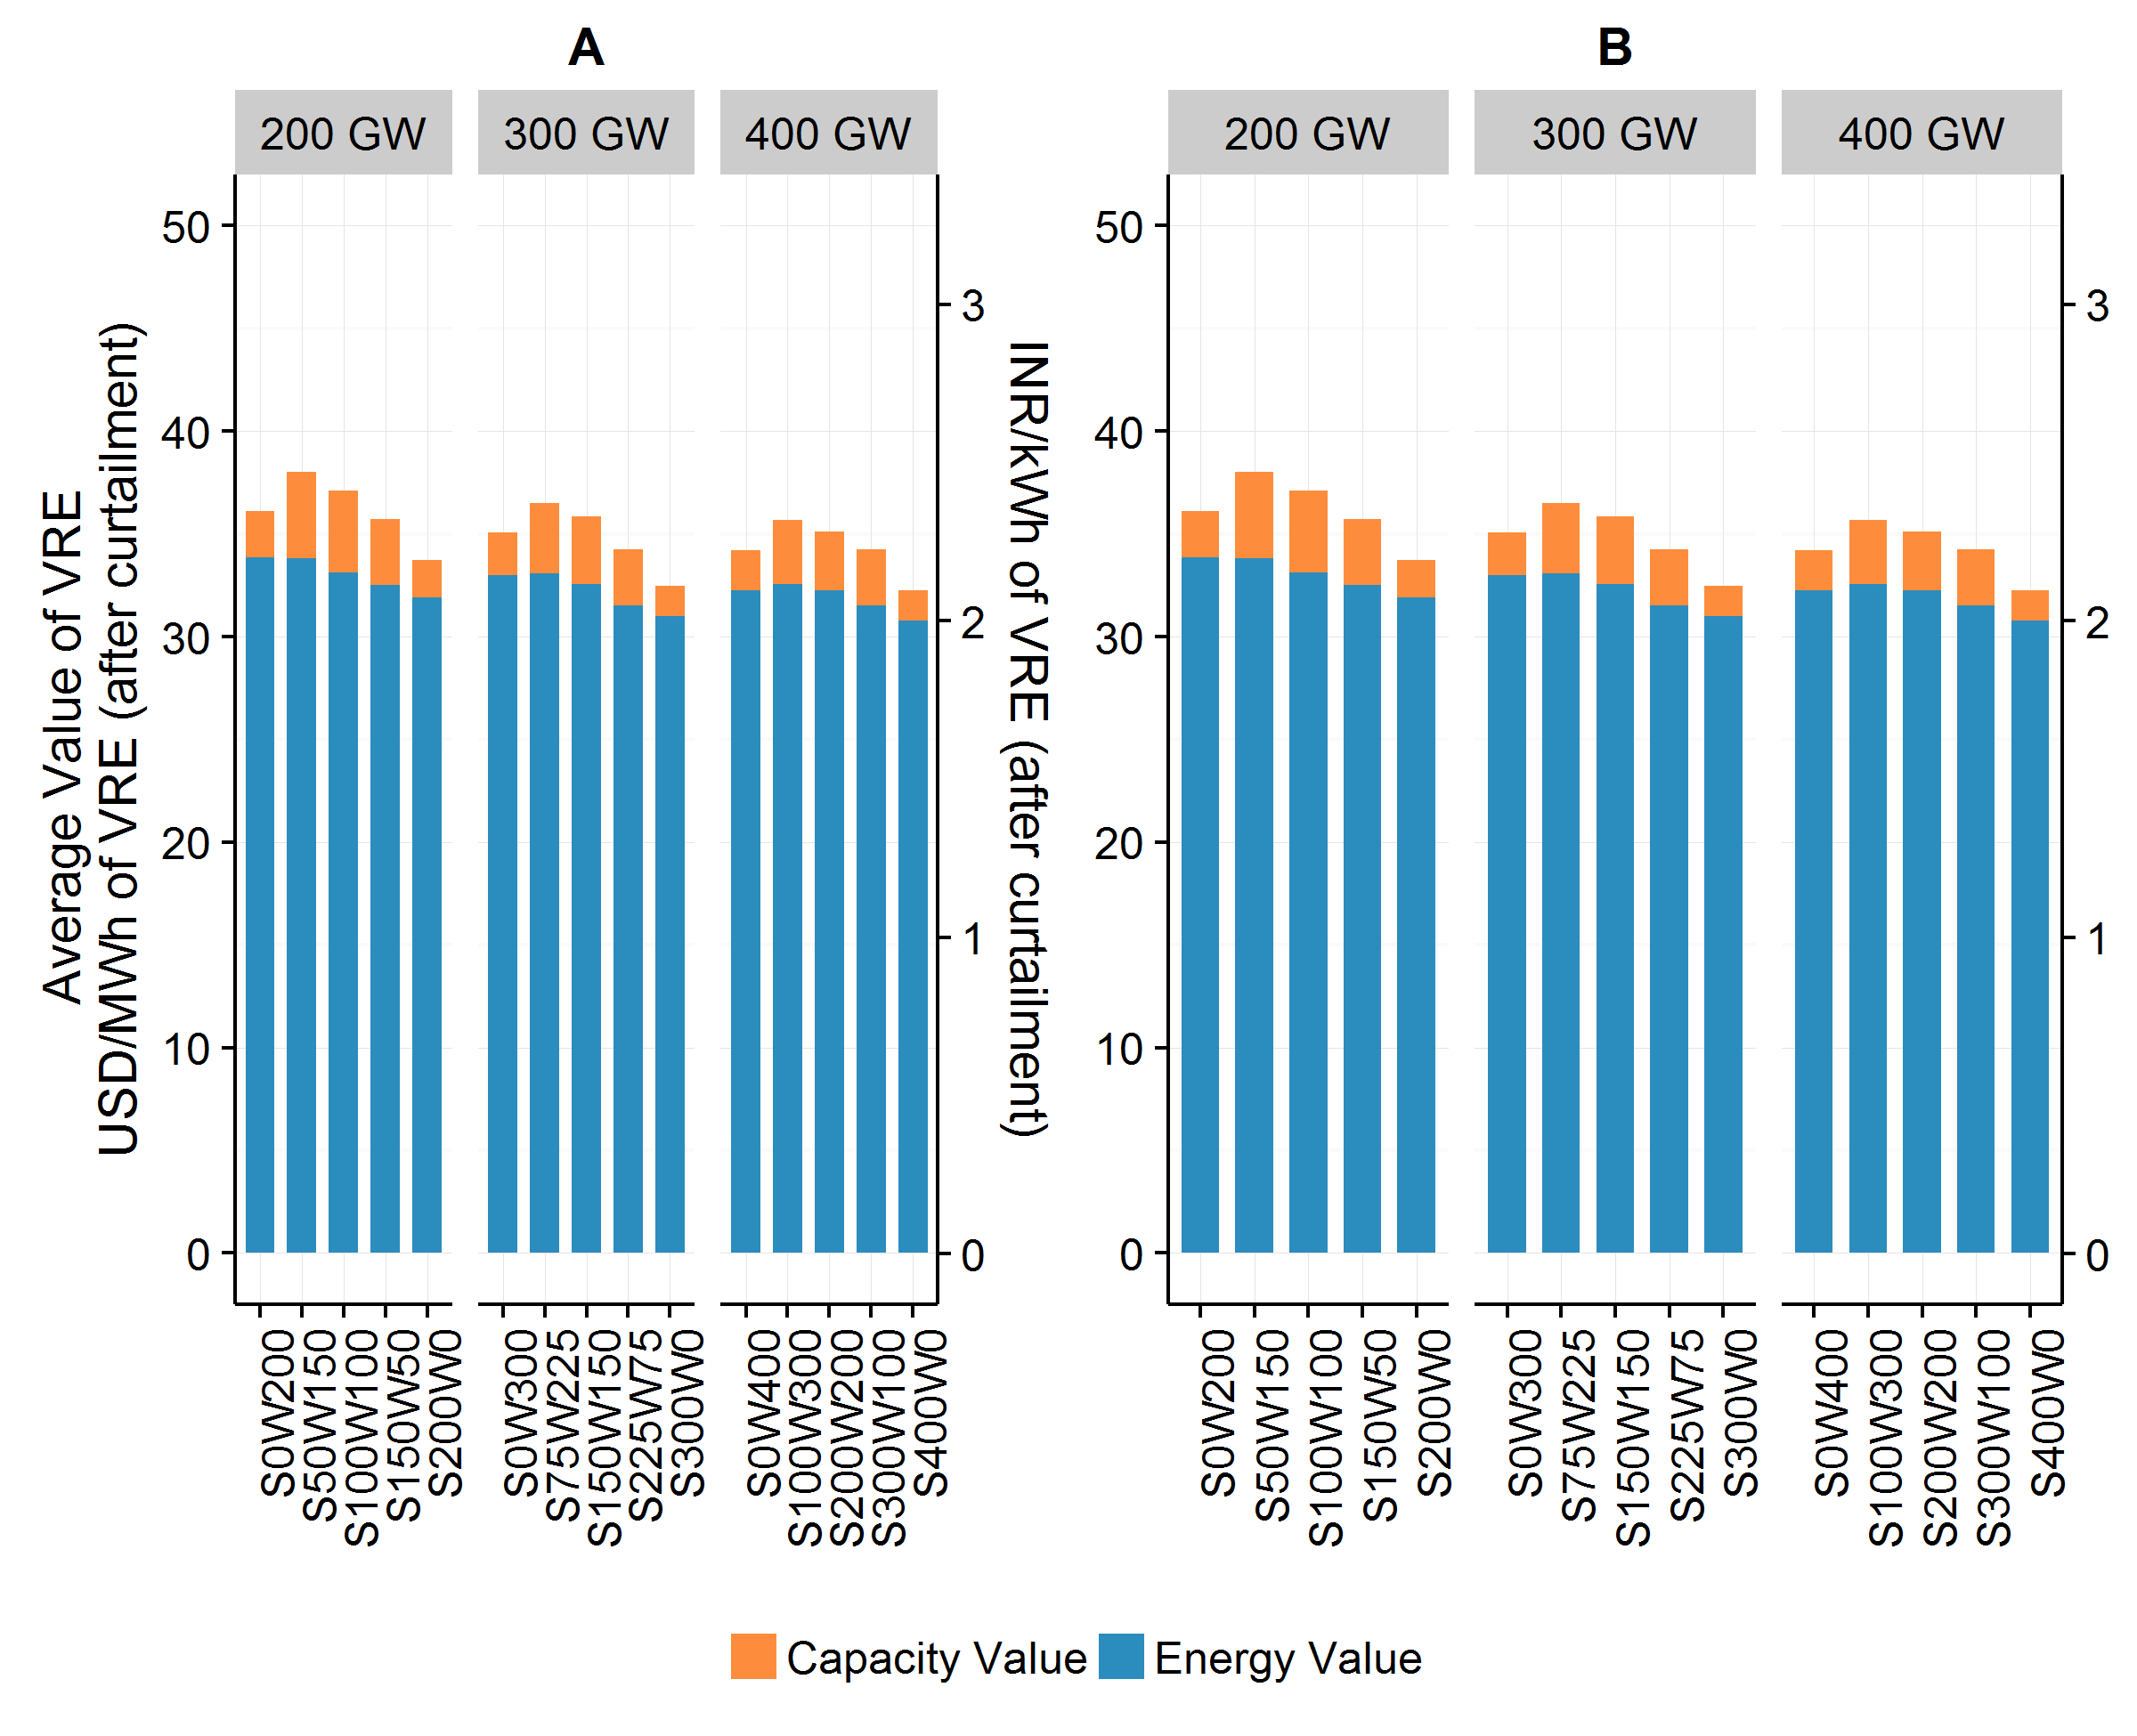 A
B
200 GW
300 GW
400 GW
200 GW
300 GW
400 GW
Average Value of VRE
USD/MWh of VRE (after curtailment)
50
40
30
20
10
0
3
2
1
0
INR/kWh of VRE (after curtailment)
50
40
30
20
10
0
3
2
1
0
S0W200
S50W150
S100W100
S150W50
S200W0
S0W300
S75W225
S150W150
S225W75
S300W0
S0W400
S100W300
S200W200
S300W100
S400W0
S0W200
S50W150
S100W100
S150W50
S200W0
S0W300
S75W225
S150W150
S225W75
S300W0
S0W400
S100W300
S200W200
S300W100
S400W0
Capacity Value
Energy Value